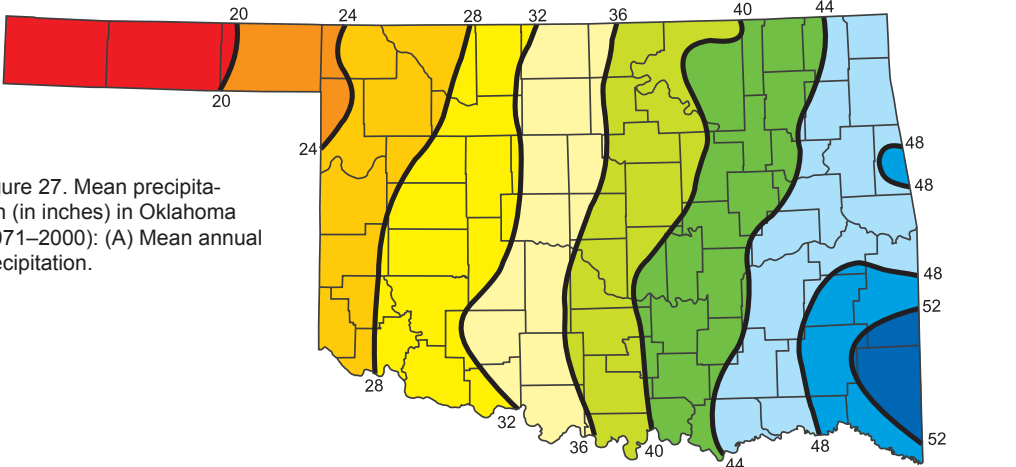 20 24 28 32 36 40 44
20
24
48
48
gure 27. Mean precipita-
n (in inches) in Oklahoma
971–2000): (A) Mean annual
ecipitation.
48
52
28
32
36 40 44 48 52